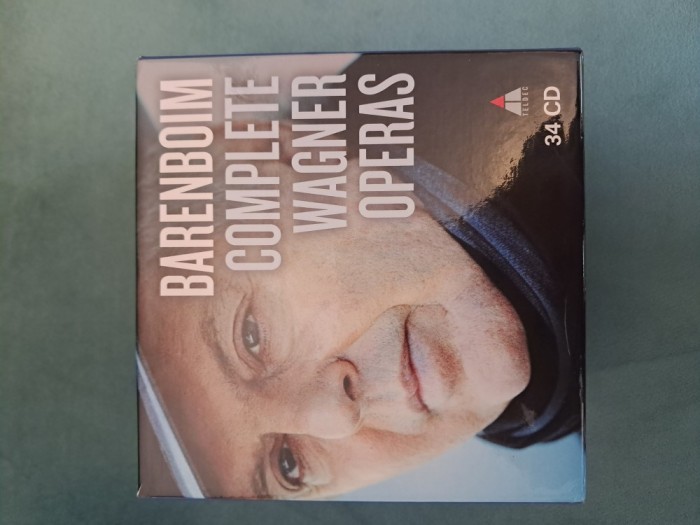 BARENBOIM
COMPLETE
WAGNER
OPERAS
TELDEC
34 CD